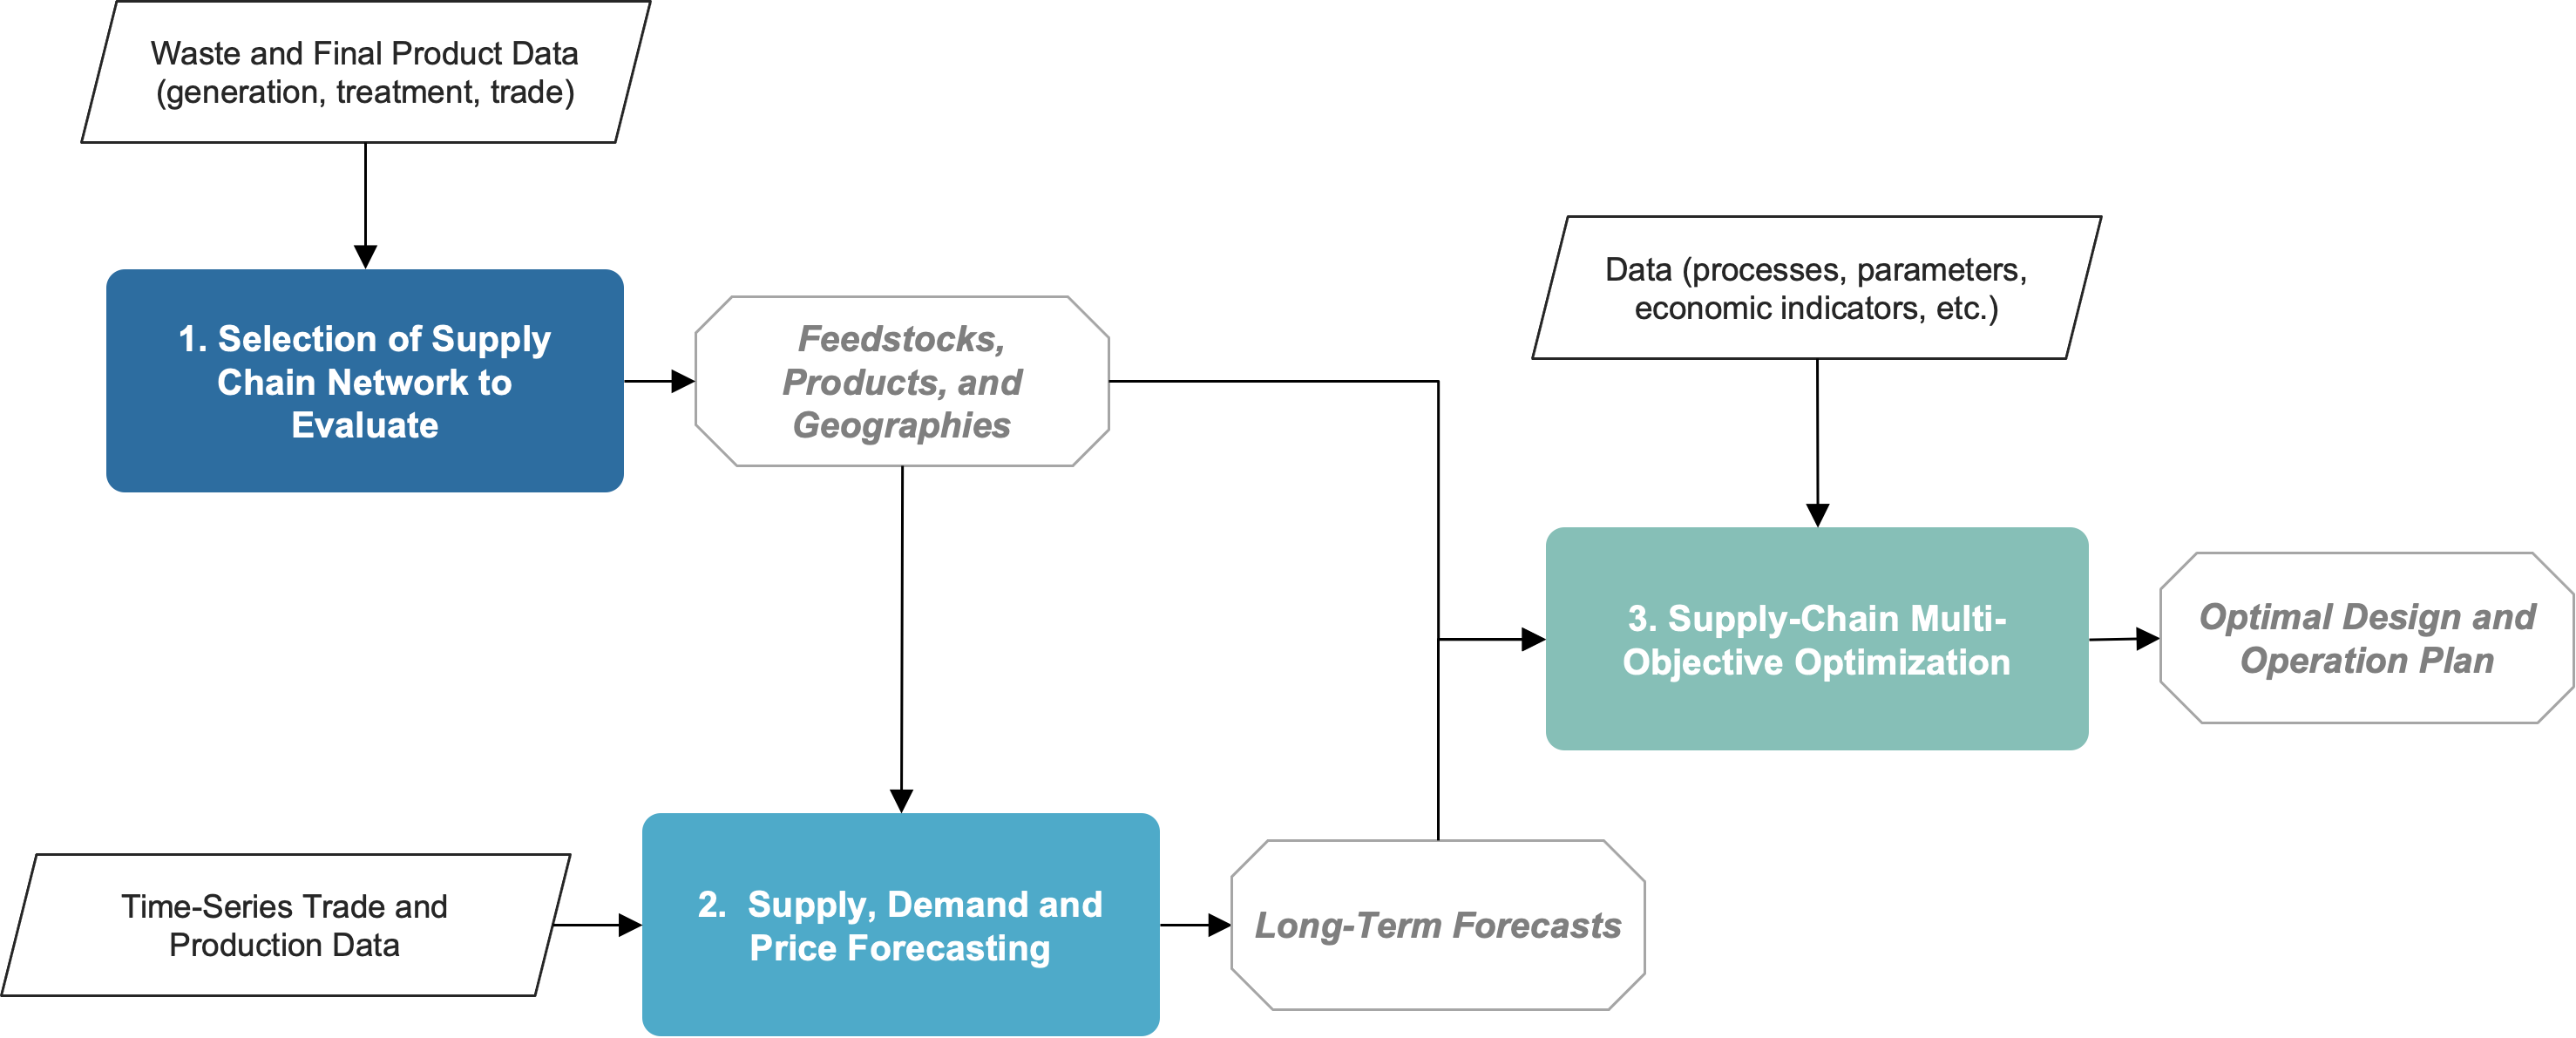 Waste and Final Product Data
(generation, treatment, trade)
1. Selection of Supply
Chain Network to
Evaluate
Feedstocks,
Products, and
Geographies
Data (processes, parameters,
economic indicators, etc.)
3. Supply-Chain Multi-
Objective Optimization
Optimal Design and
Operation Plan
Time-Series Trade and
Production Data
2. Supply, Demand and
Price Forecasting
Long-Term Forecasts